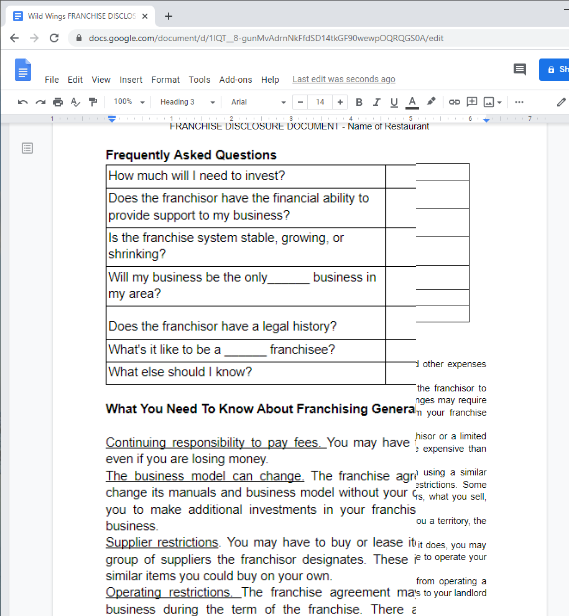 Wild Wings FRANCHISE DISCLOS
docs.google.com/document/d/1IQT_8-gunMvAdrnNkFfdSD14tkGF90wewpOQRQGS0A/edit
File Edit View Insert Format Tools Add-ons Help Last edit was seconds ago
Sh
100% Heading 3 Arial 14 B I U A
1 1 2 3 4 5 6 7
FRANCHISE DISCLOSURE DOCUMENT - Name of Restaurant
Frequently Asked Questions
How much will I need to invest?
Does the franchisor have the financial ability to
provide support to my business?
Is the franchise system stable, growing, or
shrinking?
Will my business be the only______ business in
my area?
Does the franchisor have a legal history?
What's it like to be a ______ franchisee?
What else should I know?
What You Need To Know About Franchising Genera
Continuing responsibility to pay fees. You may have
even if you are losing money.
The business model can change. The franchise agre
change its manuals and business model without your c
you to make additional investments in your franchis
business.
Supplier restrictions. You may have to buy or lease it
group of suppliers the franchisor designates. These
similar items you could buy on your own.
Operating restrictions. The franchise agreement may
business during the term of the franchise. There a
other expenses
the franchisor to
nges may require
your franchise
hisor or a limited
expensive than
using a similar
estrictions. Some
s, what you sell,
ou a territory, the
it does, you may
e to operate your
from operating a
s to your landlord